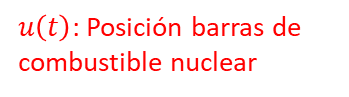 u(t): Posición barras de
combustible nuclear